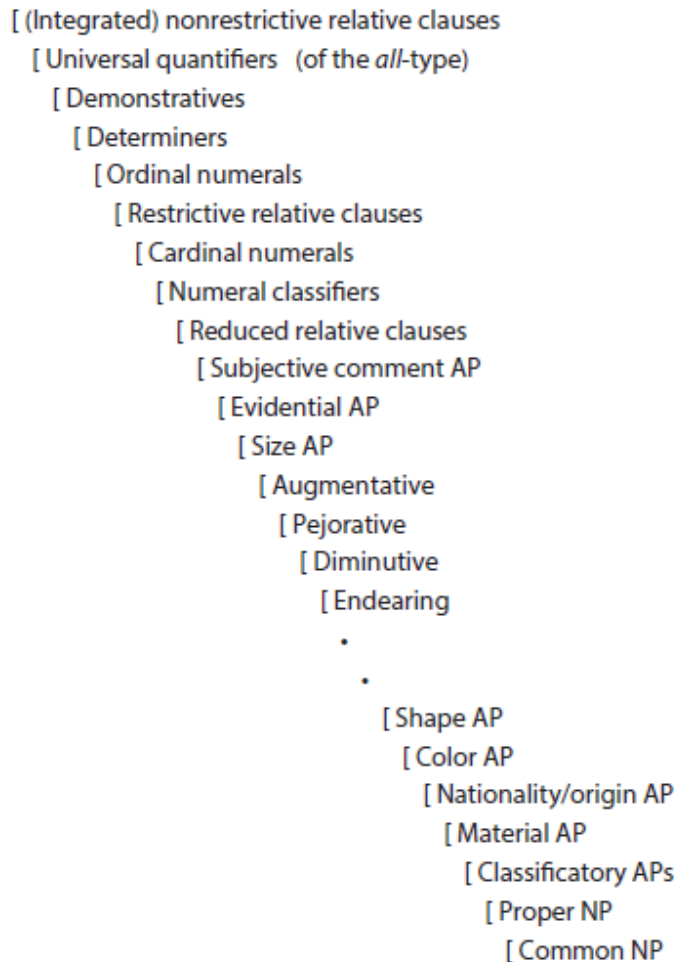 [ (Integrated) nonrestrictive relative clauses
[ Universal quantifiers (of the all-type)
[ Demonstratives
[ Determiners
[ Ordinal numerals
[ Restrictive relative clauses
[ Cardinal numerals
[ Numeral classifiers
[ Reduced relative clauses
[ Subjective comment AP
[ Evidential AP
[ Size AP
[ Augmentative
[ Pejorative
[ Diminutive
[ Endearing
•
•
[ Shape AP
[ Color AP
[ Nationality/origin AP
[ Material AP
[ Classificatory APs
[ Proper NP
[ Common NP